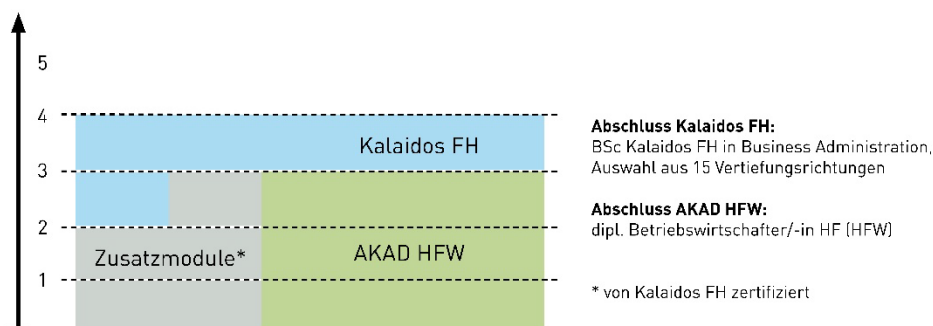 5
4
Kalaidos FH
3
2
Zusatzmodule*
AKAD HFW
1
Abschluss Kalaidos FH:
BSc Kalaidos FH in Business Administration,
Auswahl aus 15 Vertiefungsrichtungen
Abschluss AKAD HFW:
dipl. Betriebswirtschafter/-in HF (HFW)
* von Kalaidos FH zertifiziert